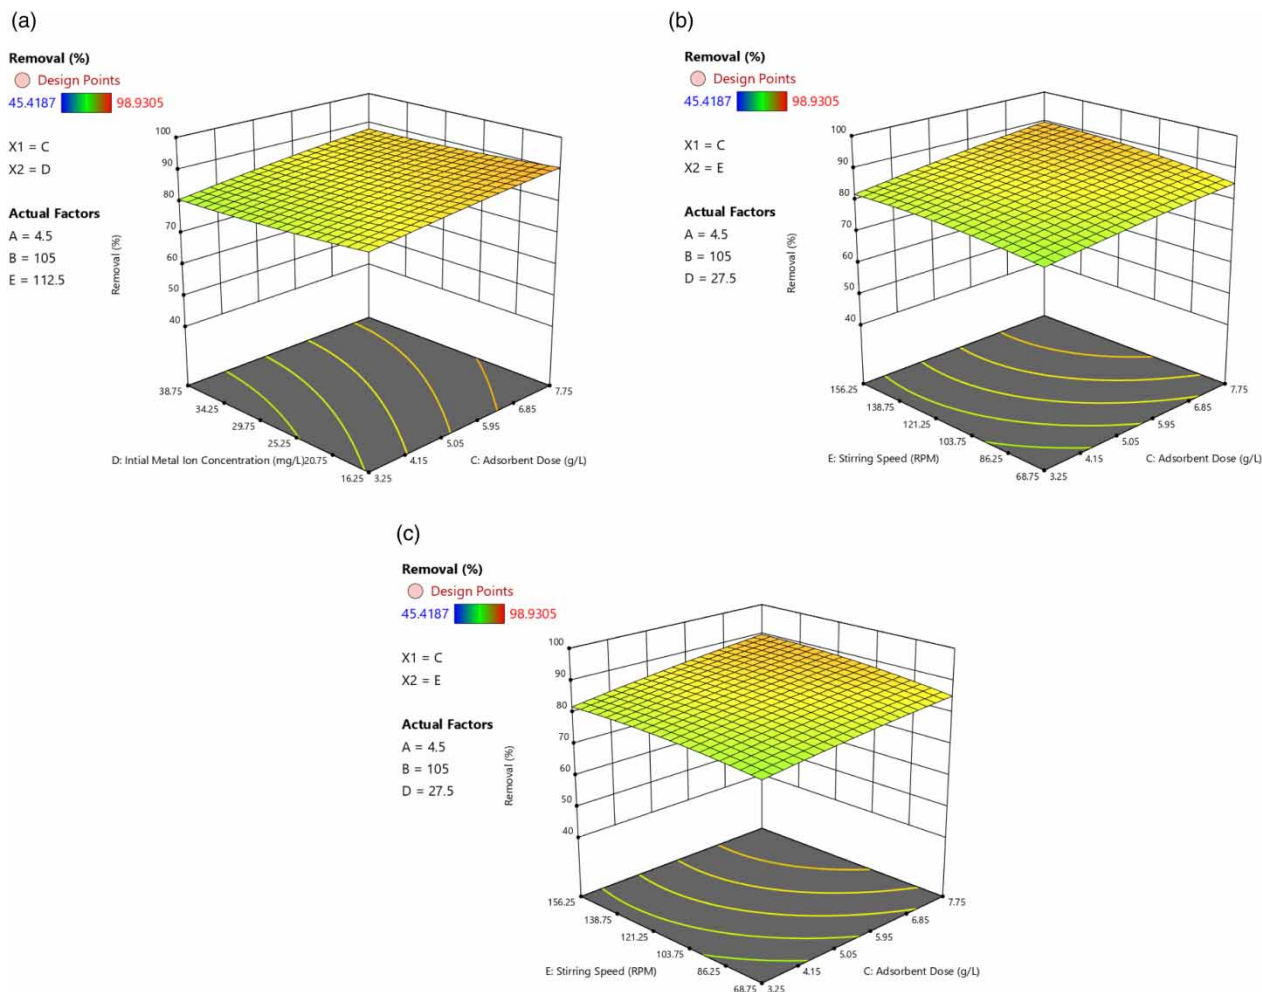 (a)
Removal (%)
Design Points
45.4187 98.9305
X1 = C
X2 = D
Actual Factors
A = 4.5
B = 105
E = 112.5
Removal (%)
100
90
80
70
60
50
40
38.75
34.25
29.75
25.25
20.75
16.25
D: Intial Metal Ion Concentration (mg/L)
3.25
4.15
5.05
5.95
6.85
7.75
C: Adsorbent Dose (g/L)
(b)
Removal (%)
Design Points
45.4187 98.9305
X1 = C
X2 = E
Actual Factors
A = 4.5
B = 105
D = 27.5
Removal (%)
100
90
80
70
60
50
40
156.25
138.75
121.25
103.75
86.25
68.75
E: Stirring Speed (RPM)
3.25
4.15
5.05
5.95
6.85
7.75
C: Adsorbent Dose (g/L)
(c)
Removal (%)
Design Points
45.4187 98.9305
X1 = C
X2 = E
Actual Factors
A = 4.5
B = 105
D = 27.5
Removal (%)
100
90
80
70
60
50
40
156.25
138.75
121.25
103.75
86.25
68.75
E: Stirring Speed (RPM)
3.25
4.15
5.05
5.95
6.85
7.75
C: Adsorbent Dose (g/L)